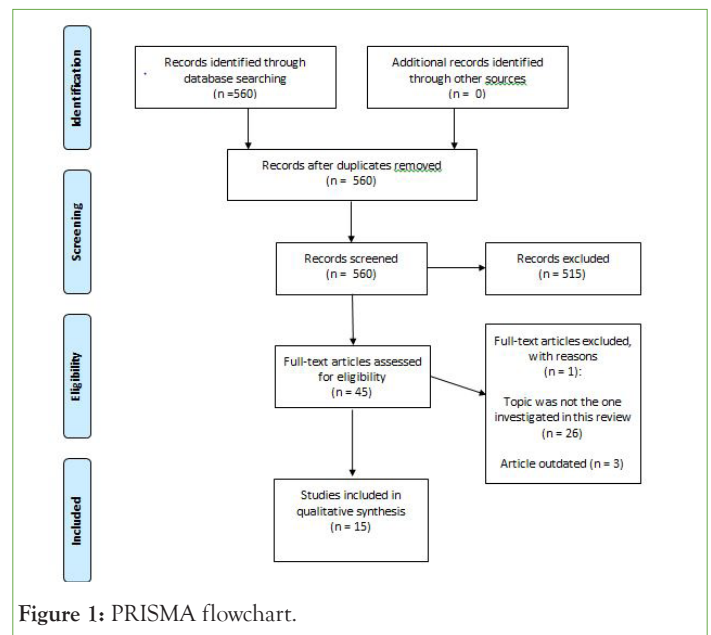 Identification
Records identified through
database searching
(n =560)
Additional records identified
through other sources
(n = 0)
Records after duplicates removed
(n = 560)
Screening
Records screened
(n = 560)
Records excluded
(n = 515)
Eligibility
Full-text articles assessed
for eligibility
(n = 45)
Full-text articles excluded,
with reasons
(n = 1):
Topic was not the one
investigated in this review
(n = 26)
Article outdated (n = 3)
Included
Studies included in
qualitative synthesis
(n = 15)
Figure 1: PRISMA flowchart.